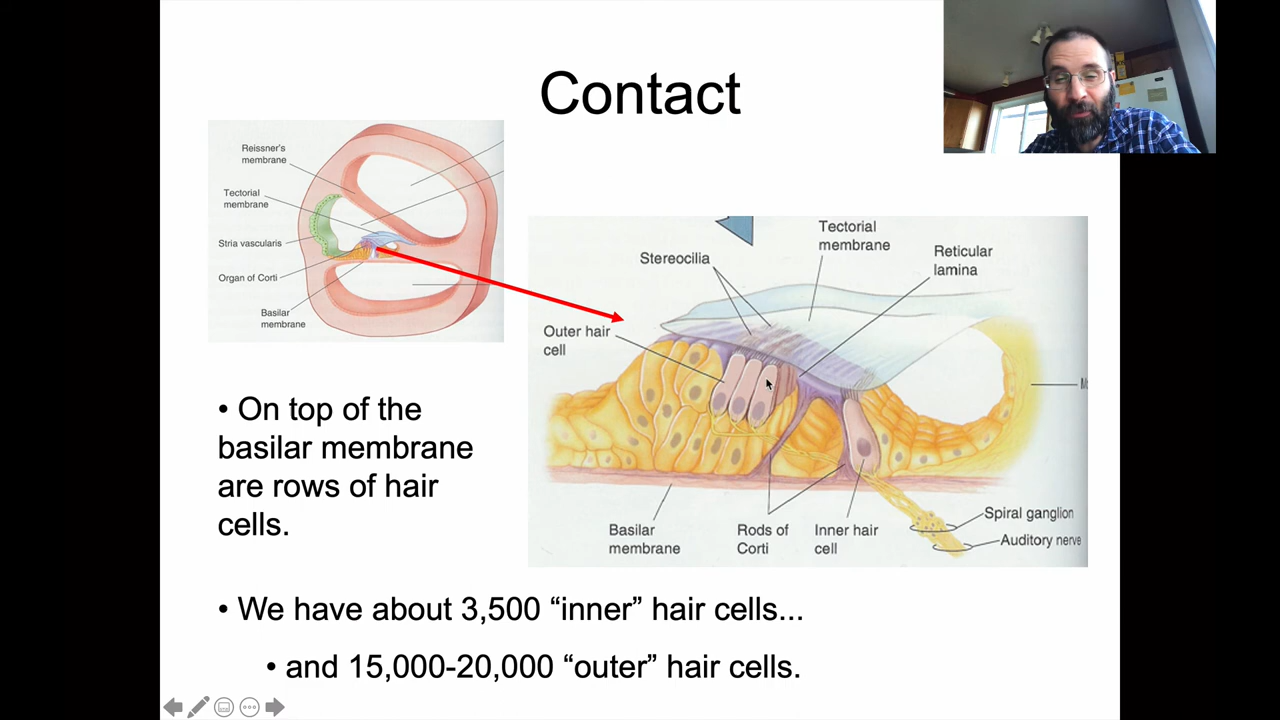 Contact
Reissner's
membrane
Tectorial
membrane
Stria vascularis
Organ of Corti
Basilar
membrane
Tectorial
membrane
Stereocilia
Reticular
lamina
Outer hair
cell
Basilar
membrane
Rods of
Corti
Inner hair
cell
Spiral ganglion
Auditory nerve
• On top of the
basilar membrane
are rows of hair
cells.
• We have about 3,500 “inner” hair cells...
• and 15,000-20,000 “outer” hair cells.